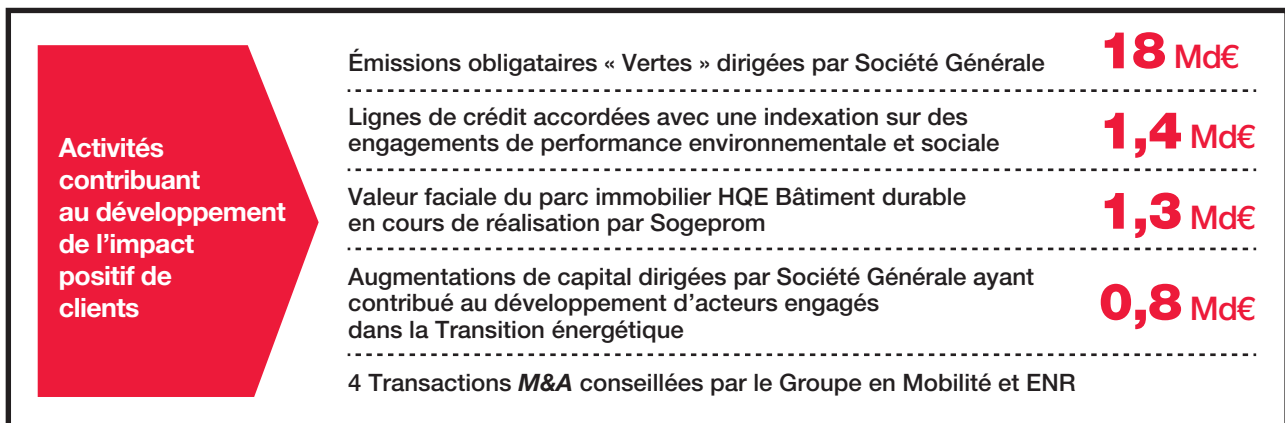 Activités
contribuant
au développement
de l'impact
positif de
clients
Émissions obligataires « Vertes » dirigées par Société Générale 18 Md€
Lignes de crédit accordées avec une indexation sur des
engagements de performance environnementale et sociale 1,4 Md€
Valeur faciale du parc immobilier HQE Bâtiment durable
en cours de réalisation par Sogeprom 1,3 Md€
Augmentations de capital dirigées par Société Générale ayant
contribué au développement d'acteurs engagés 0,8 Md€
dans la Transition énergétique
4 Transactions M&A conseillées par le Groupe en Mobilité et ENR